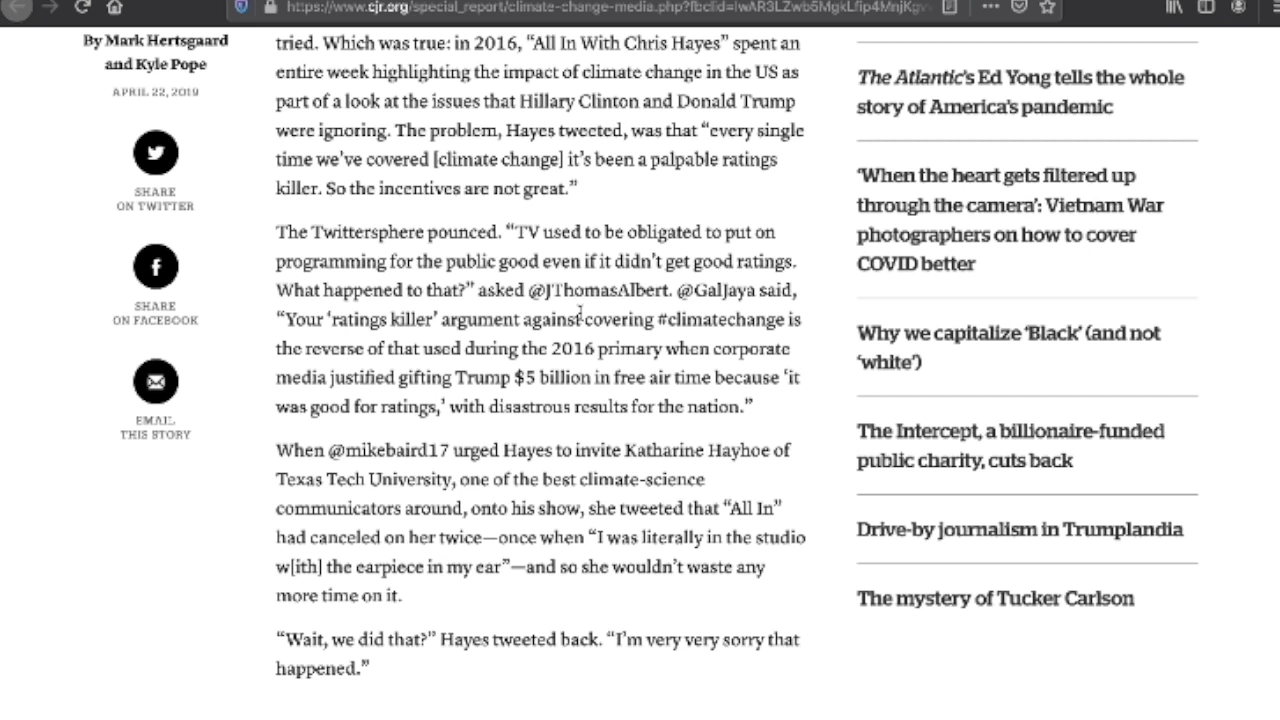 https://www.cjr.org/special_report/climate-change-media.php?fbclid=IwAR3LZwb5MgkLfip4MnjKgv
By Mark Hertsgaard
and Kyle Pope
APRIL 22, 2019
SHARE
ON TWITTER
SHARE
ON FACEBOOK
EMAIL
THIS STORY
tried. Which was true: in 2016, “All In With Chris Hayes” spent an
entire week highlighting the impact of climate change in the US as
part of a look at the issues that Hillary Clinton and Donald Trump
were ignoring. The problem, Hayes tweeted, was that “every single
time we’ve covered [climate change] it’s been a palpable ratings
killer. So the incentives are not great.”
The Twittersphere pounced. “TV used to be obligated to put on
programming for the public good even if it didn’t get good ratings.
What happened to that?” asked @JThomasAlbert. @GalJaya said,
“Your ‘ratings killer’ argument against covering #climatechange is
the reverse of that used during the 2016 primary when corporate
media justified gifting Trump $5 billion in free air time because ‘it
was good for ratings,’ with disastrous results for the nation.”
When @mikebaird17 urged Hayes to invite Katharine Hayhoe of
Texas Tech University, one of the best climate-science
communicators around, onto his show, she tweeted that “All In”
had canceled on her twice—once when “I was literally in the studio
w[ith] the earpiece in my ear”—and so she wouldn’t waste any
more time on it.
“Wait, we did that?” Hayes tweeted back. “I’m very very sorry that
happened.”
The Atlantic’s Ed Yong tells the whole
story of America’s pandemic
‘When the heart gets filtered up
through the camera’: Vietnam War
photographers on how to cover
COVID better
Why we capitalize ‘Black’ (and not
‘white’)
The Intercept, a billionaire-funded
public charity, cuts back
Drive-by journalism in Trumplandia
The mystery of Tucker Carlson